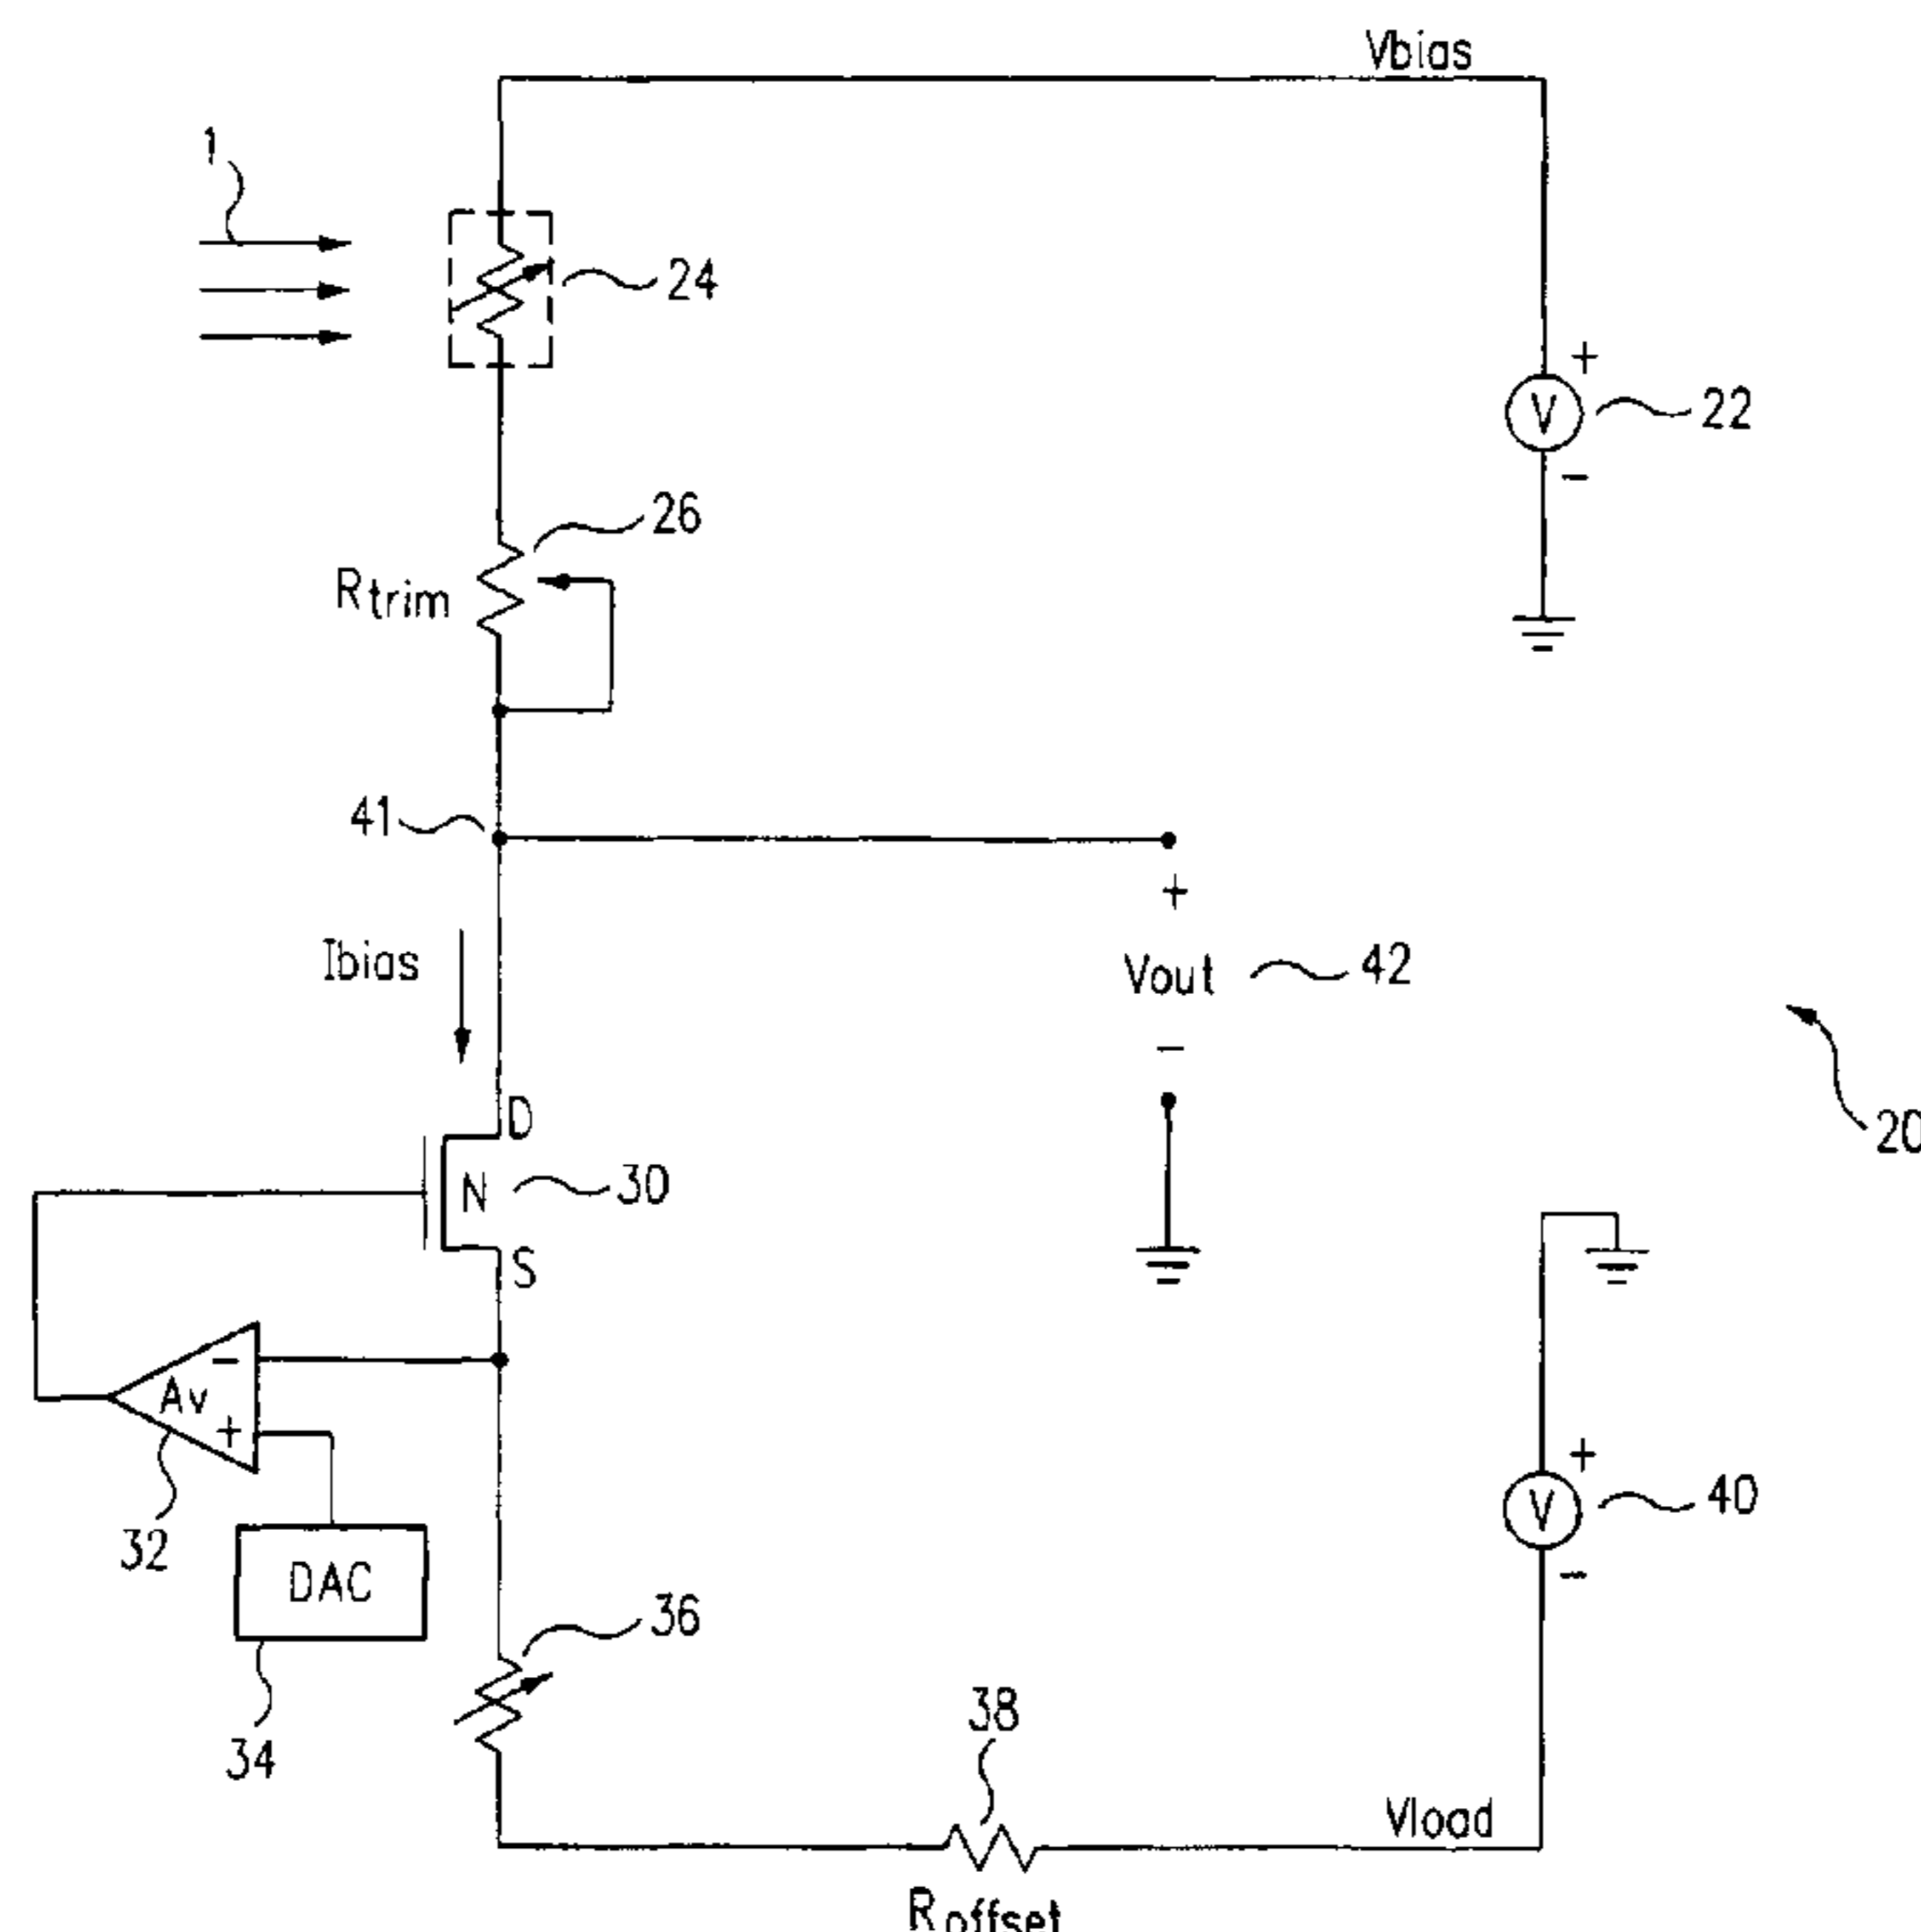 Vbias
1
24
+
V
22
−
26
Rtrim
41
+
Ibias
Vout
42
−
20
D
N
30
S
−
Av
+
+
V
40
−
32
DAC
34
36
38
Vload
Roffset